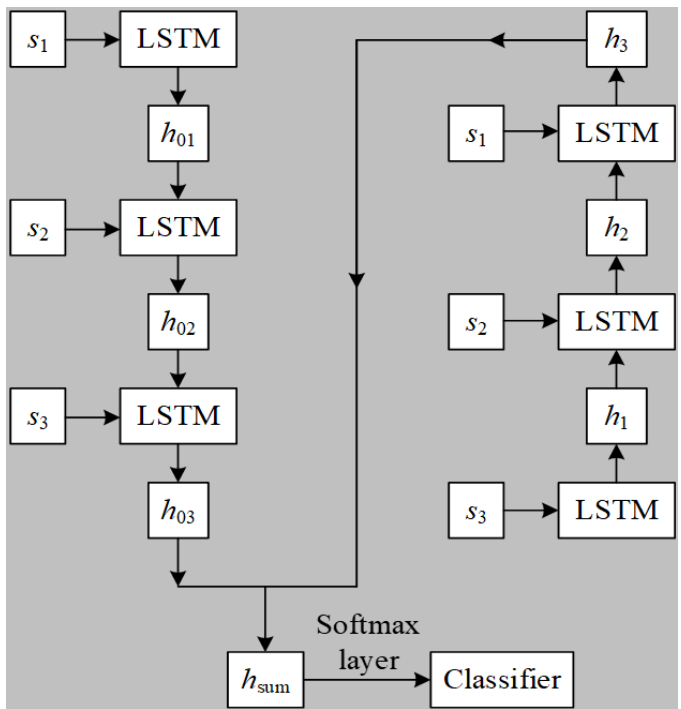 s₁ LSTM h₃
h₀₁ s₁ LSTM
s₂ LSTM h₂
h₀₂ s₂ LSTM
s₃ LSTM h₁
h₀₃ s₃ LSTM
Softmax
layer
h_sum Classifier